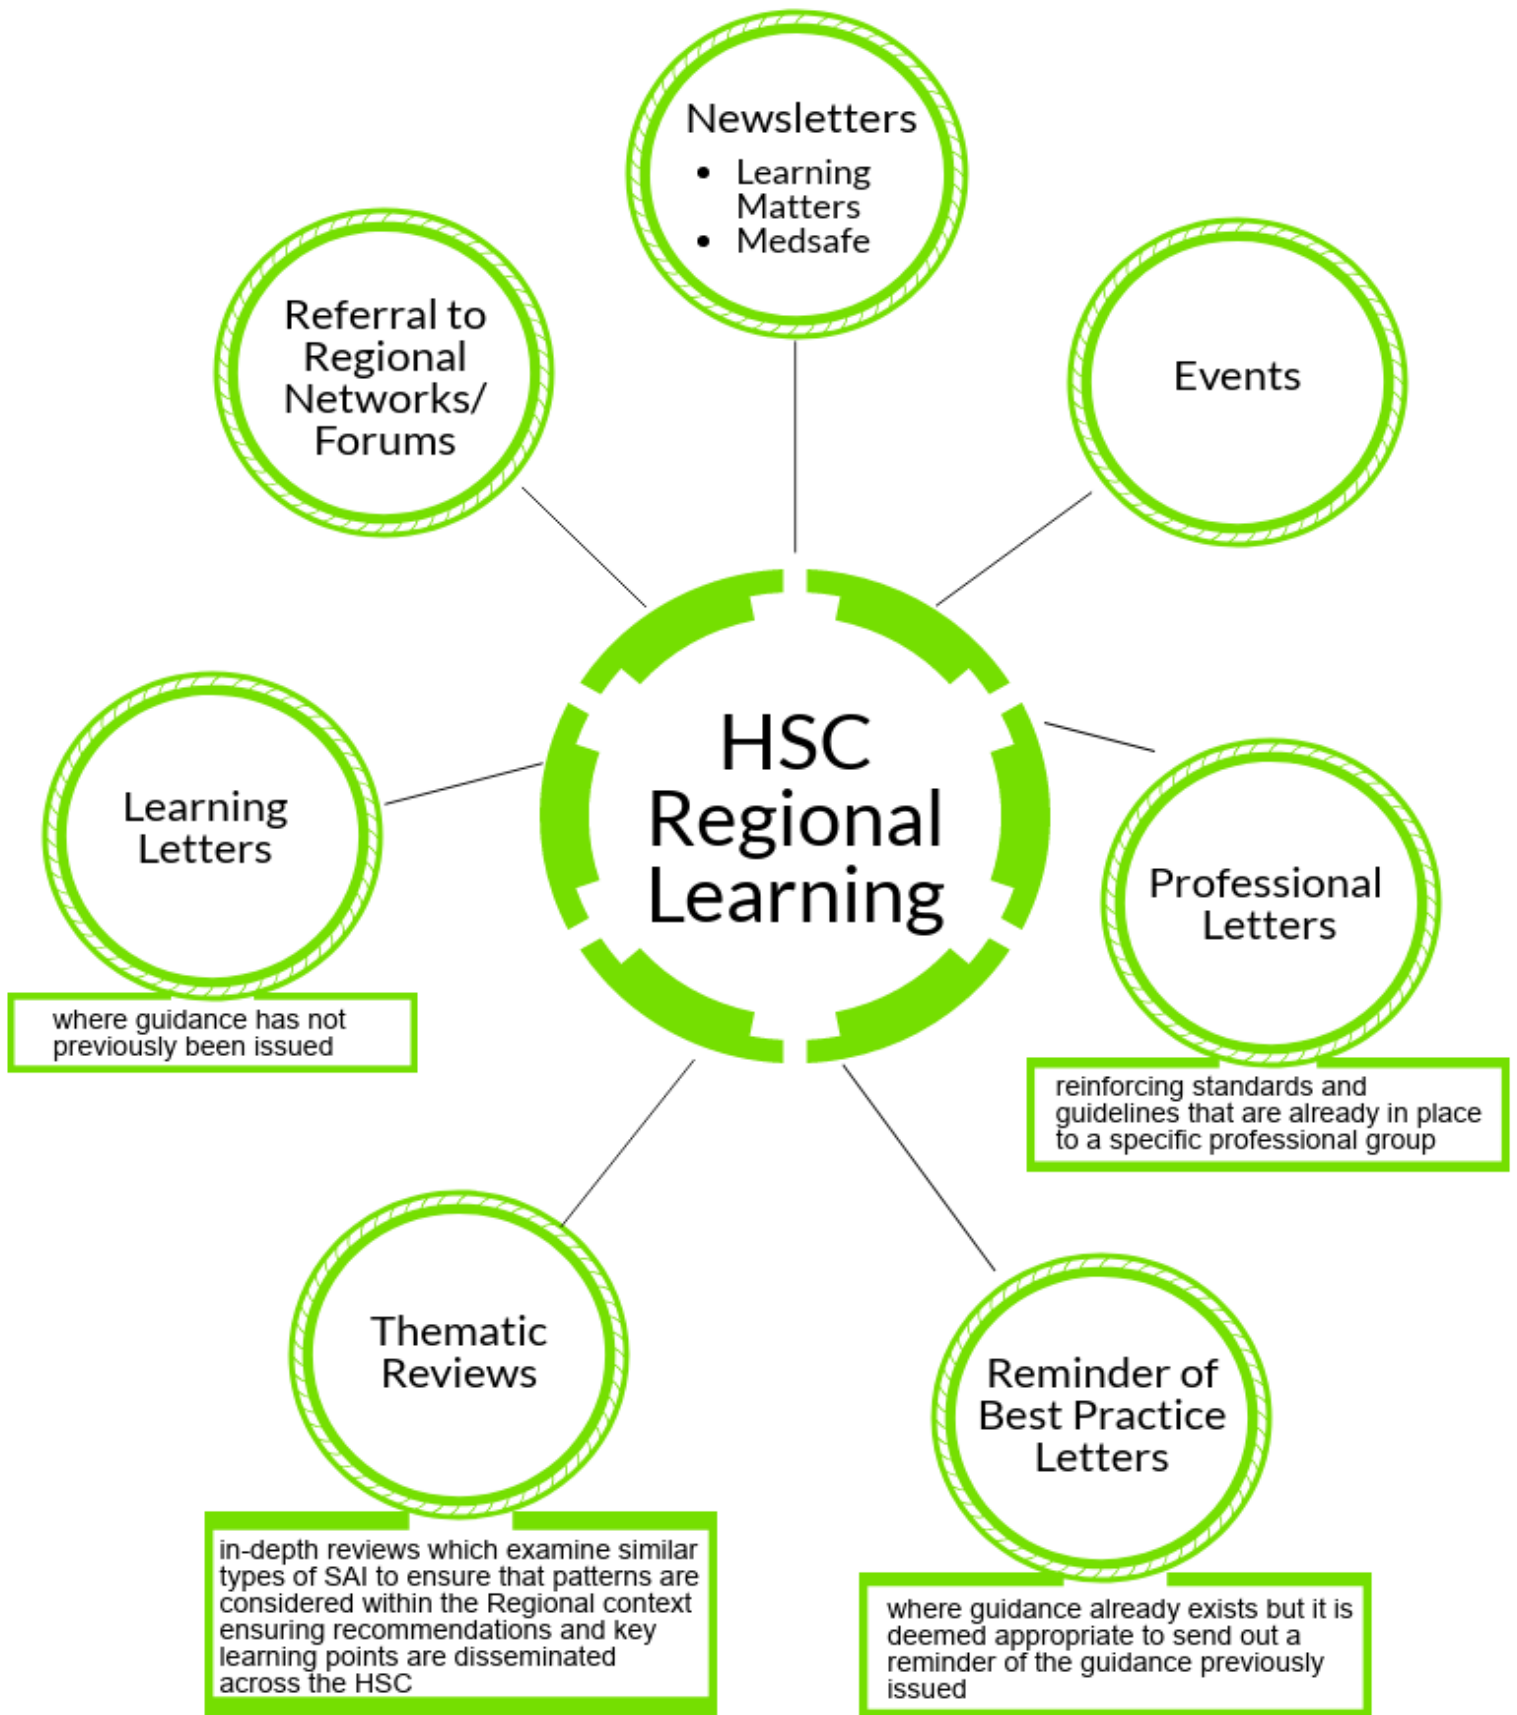 Newsletters
• Learning
Matters
• Medsafe
Referral to
Regional
Networks/
Forums
Events
HSC
Regional
Learning
Learning
Letters
where guidance has not
previously been issued
Professional
Letters
reinforcing standards and
guidelines that are already in place
to a specific professional group
Thematic
Reviews
in-depth reviews which examine similar
types of SAI to ensure that patterns are
considered within the Regional context
ensuring recommendations and key
learning points are disseminated
across the HSC
Reminder of
Best Practice
Letters
where guidance already exists but it is
deemed appropriate to send out a
reminder of the guidance previously
issued